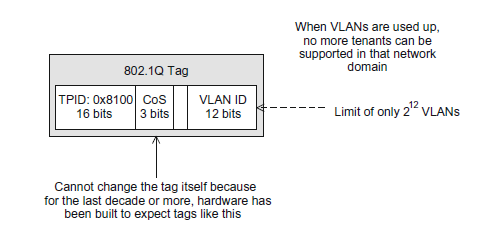 When VLANs are used up,
no more tenants can be
supported in that network
domain
802.1Q Tag
TPID: 0x8100 CoS VLAN ID
16 bits 3 bits 12 bits
Limit of only 2^12 VLANs
Cannot change the tag itself because
for the last decade or more, hardware has
been built to expect tags like this